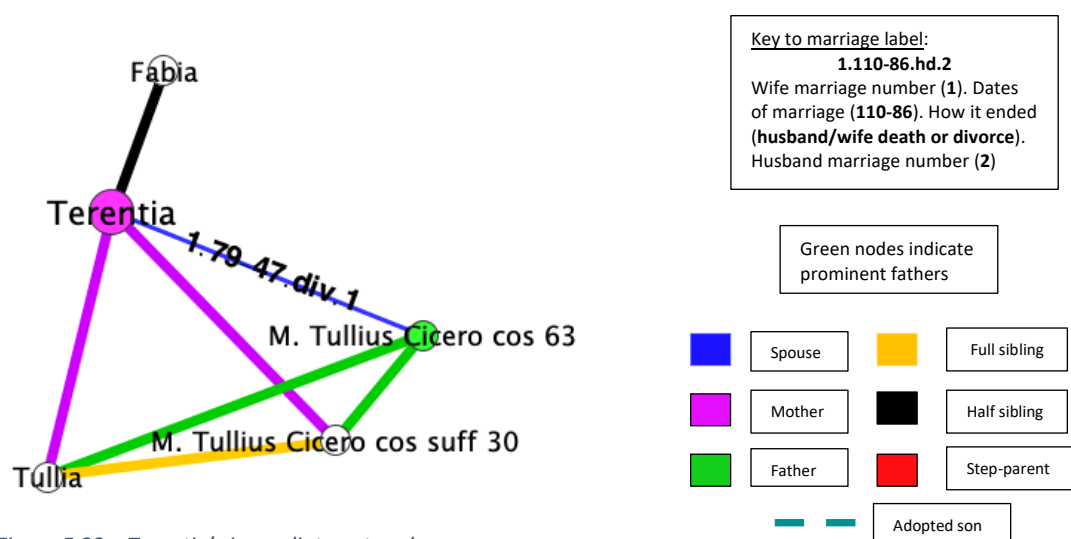 Fabia
Terentia
1.79 47.div.1
M. Tullius Cicero cos 63
M. Tullius Cicero cos suff 30
Tullia
Key to marriage label:
1.110-86.hd.2
Wife marriage number (1). Dates
of marriage (110-86). How it ended
(husband/wife death or divorce).
Husband marriage number (2)
Green nodes indicate
prominent fathers
Spouse
Full sibling
Mother
Half sibling
Father
Step-parent
Adopted son